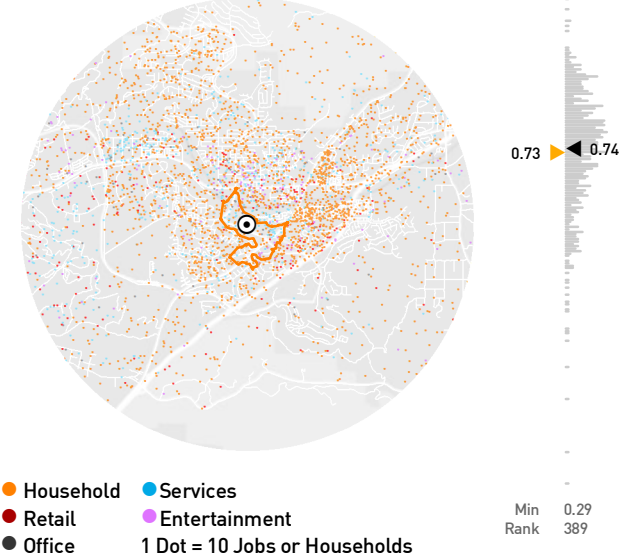 0.73
0.74
Household
Services
Retail
Entertainment
Office
1 Dot = 10 Jobs or Households
Min 0.29
Rank 389